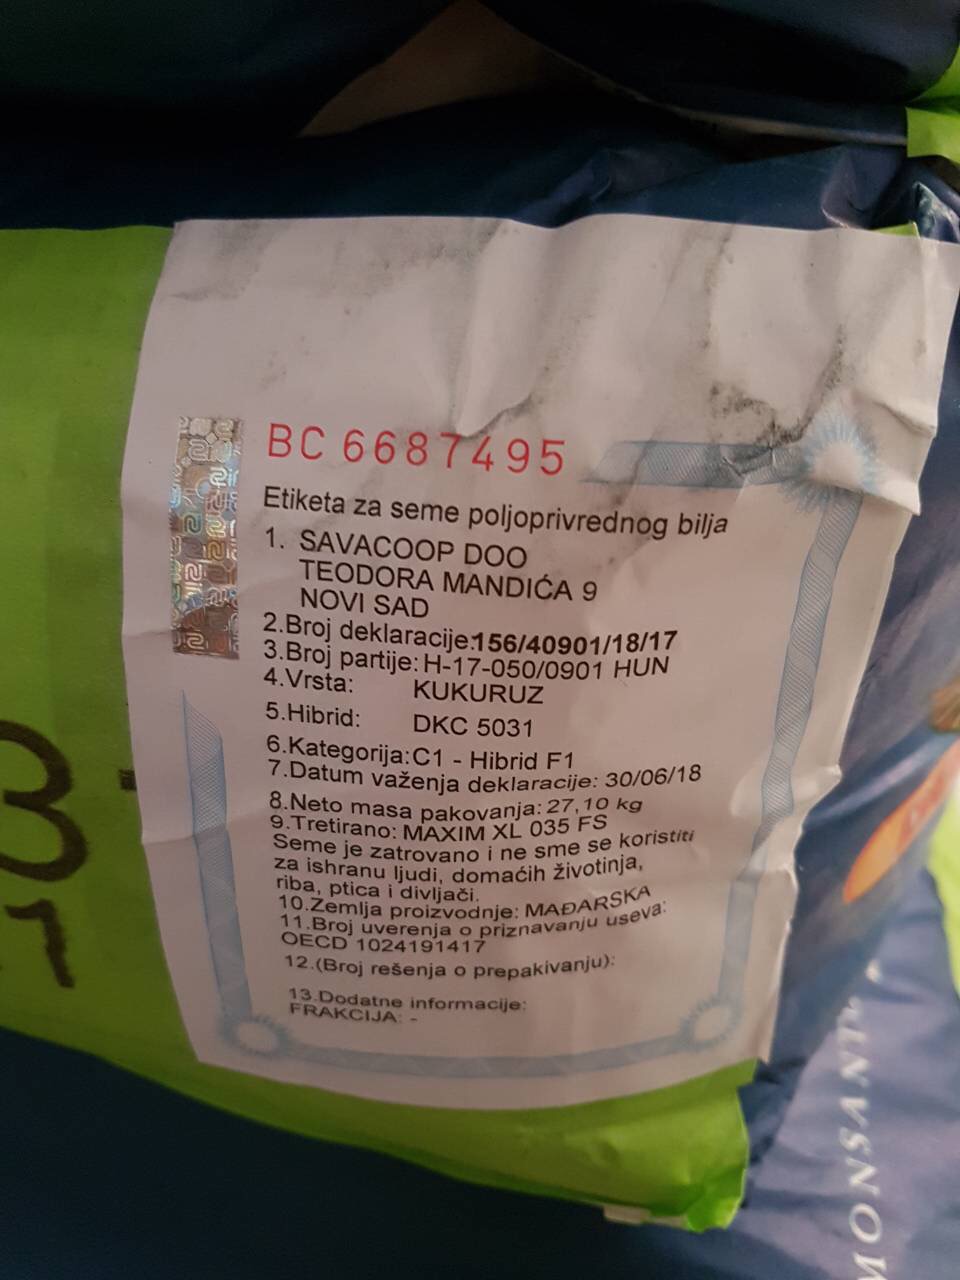 BC 6687495
Etiketa za seme poljoprivrednog bilja
1. SAVACOOP DOO
TEODORA MANDIĆA 9
NOVI SAD
2.Broj deklaracije:156/40901/18/17
3.Broj partije: H-17-050/0901 HUN
4.Vrsta: KUKURUZ
5.Hibrid: DKC 5031
6.Kategorija: C1 - Hibrid F1
7.Datum važenja deklaracije: 30/06/18
8.Neto masa pakovanja: 27,10 kg
9.Tretirano: MAXIM XL 035 FS
Seme je zatrovano i ne sme se koristiti
za ishranu ljudi, domaćih životinja,
riba, ptica i divljači.
10.Zemlja proizvodnje: MAĐARSKA
11.Broj uverenja o priznavanju useva:
OECD 1024191417
12.(Broj rešenja o prepakivanju):
13.Dodatne informacije:
FRAKCIJA: -
MONSANTO
3
1